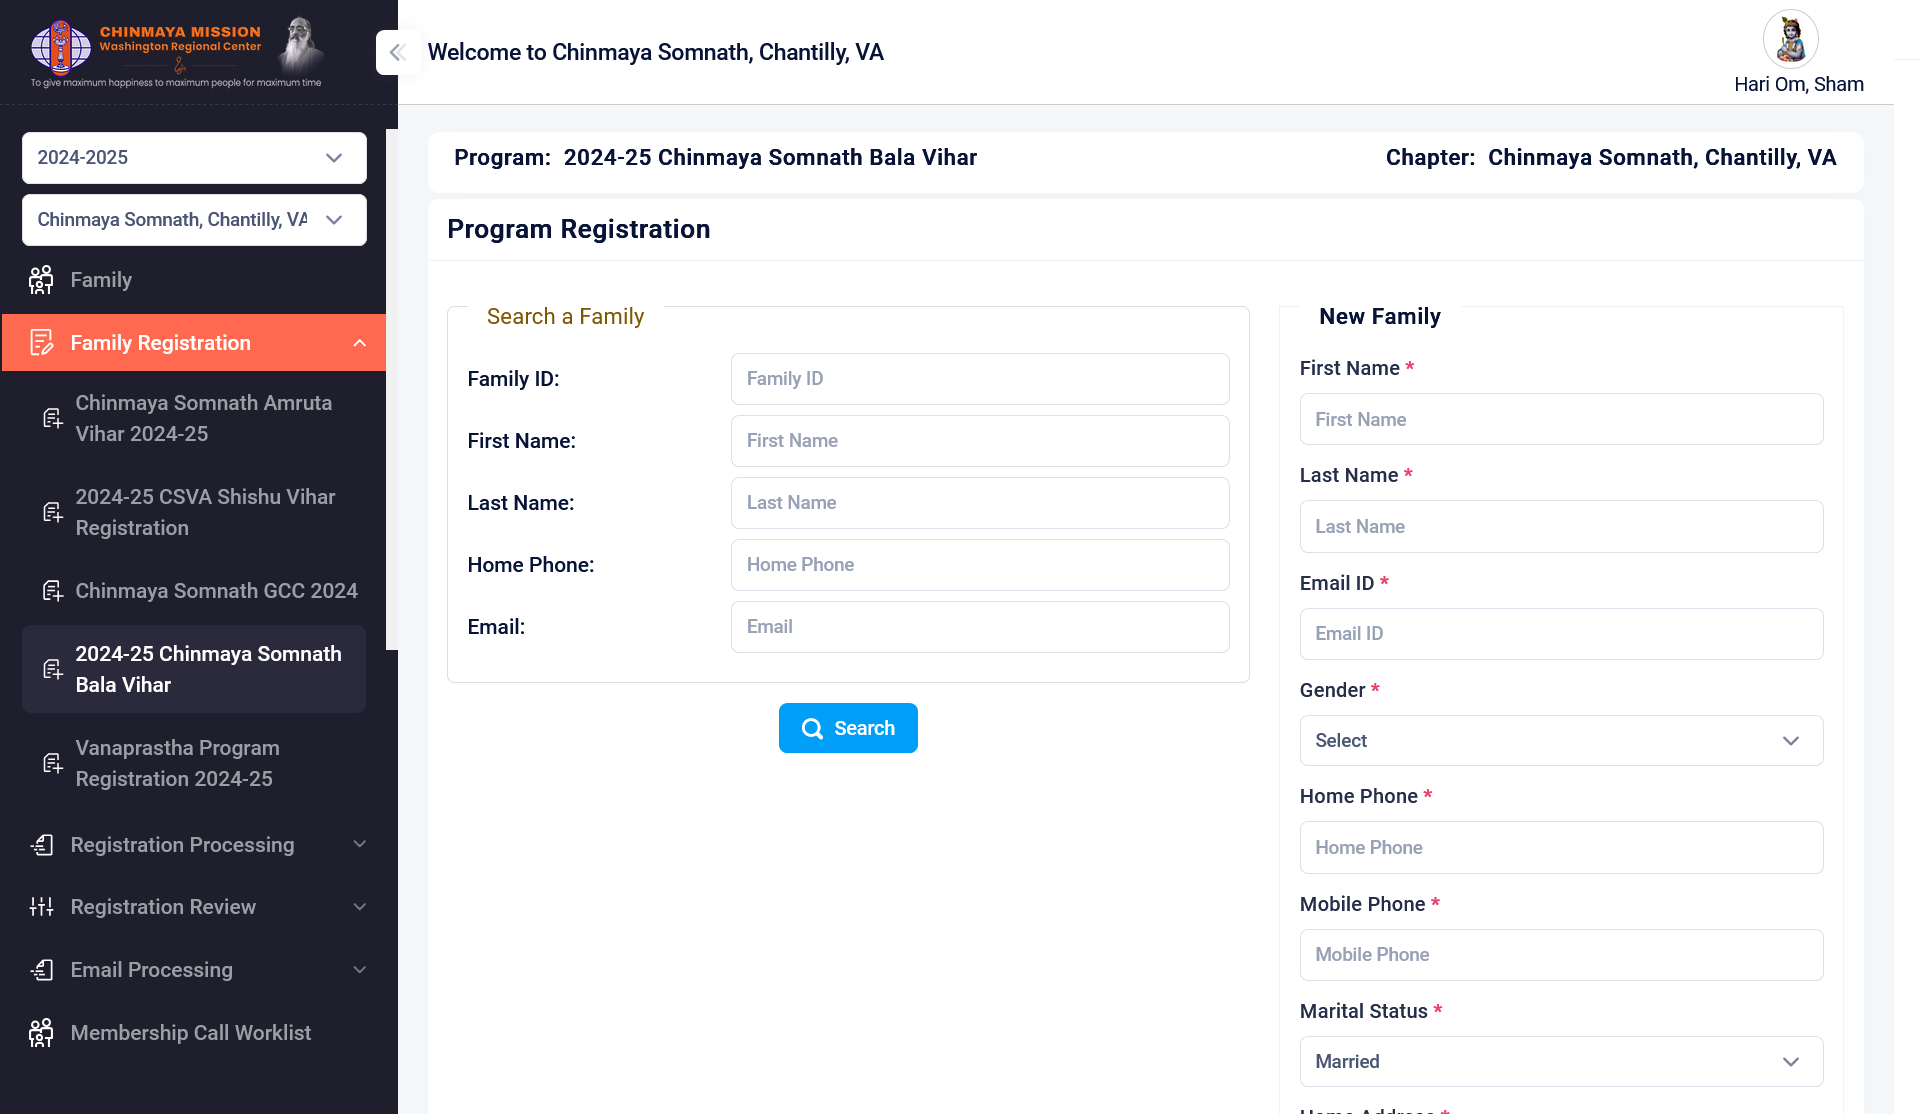 CHINMAYA MISSION
Washington Regional Center
To give maximum happiness to maximum people for maximum time
Welcome to Chinmaya Somnath, Chantilly, VA
Hari Om, Sham
2024-2025
Chinmaya Somnath, Chantilly, VA
Family
Family Registration
Chinmaya Somnath Amruta
Vihar 2024-25
2024-25 CSVA Shishu Vihar
Registration
Chinmaya Somnath GCC 2024
2024-25 Chinmaya Somnath
Bala Vihar
Vanaprastha Program
Registration 2024-25
Registration Processing
Registration Review
Email Processing
Membership Call Worklist
Program: 2024-25 Chinmaya Somnath Bala Vihar
Chapter: Chinmaya Somnath, Chantilly, VA
Program Registration
Search a Family
Family ID:
Family ID
First Name:
First Name
Last Name:
Last Name
Home Phone:
Home Phone
Email:
Email
Search
New Family
First Name *
First Name
Last Name *
Last Name
Email ID *
Email ID
Gender *
Select
Home Phone *
Home Phone
Mobile Phone *
Mobile Phone
Marital Status *
Married
Home Address *